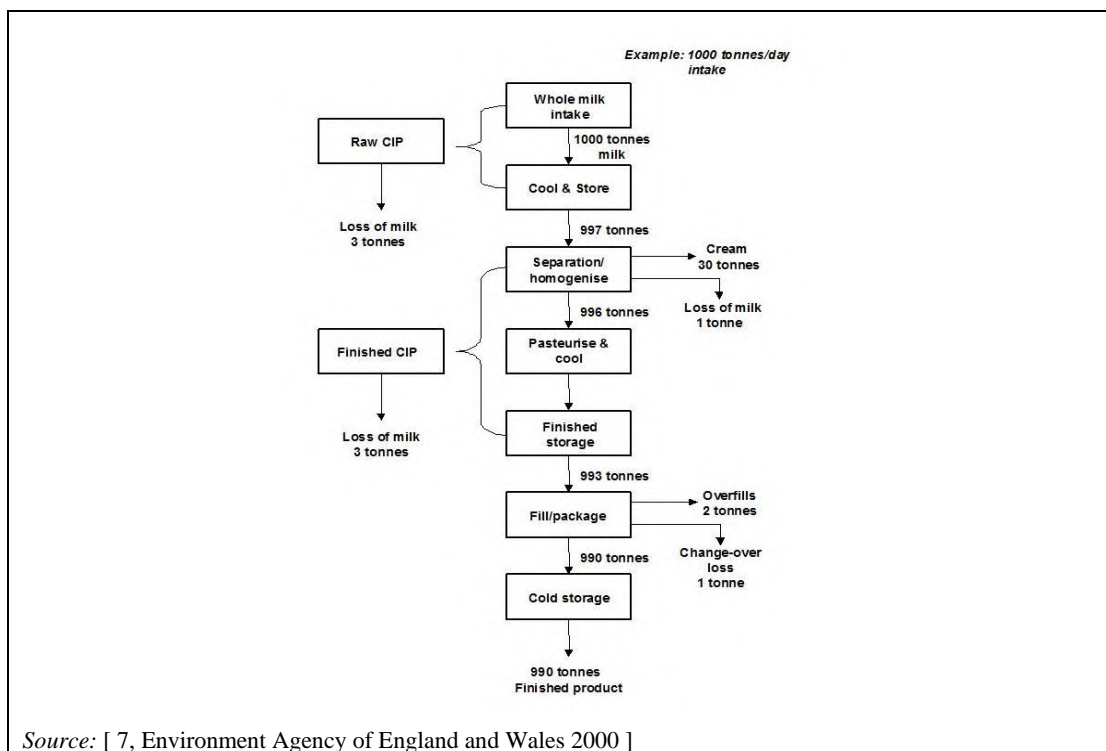 Example: 1000 tonnes/day
intake
Whole milk
intake
Raw CIP
1000 tonnes
milk
Cool & Store
Loss of milk
3 tonnes
997 tonnes
Separation/
homogenise
Cream
30 tonnes
Loss of milk
1 tonne
996 tonnes
Finished CIP
Pasteurise &
cool
Loss of milk
3 tonnes
Finished
storage
993 tonnes
Fill/package
Overfills
2 tonnes
990 tonnes
Change-over
loss
1 tonne
Cold storage
990 tonnes
Finished product
Source: [ 7, Environment Agency of England and Wales 2000 ]